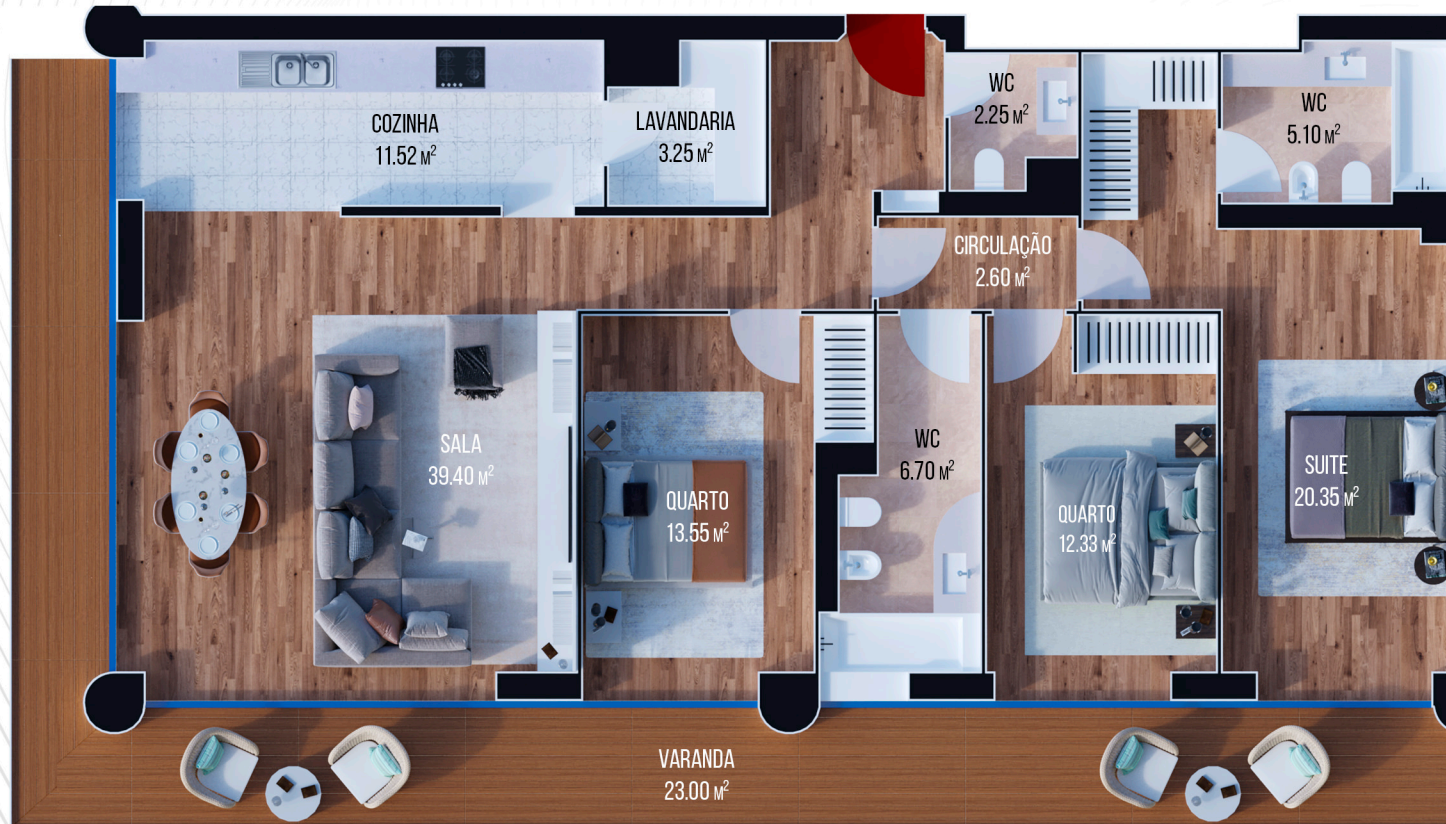 COZINHA
11.52 M²
LAVANDARIA
3.25 M²
WC
2.25 M²
WC
5.10 M²
CIRCULAÇÃO
2.60 M²
SALA
39.40 M²
QUARTO
13.55 M²
WC
6.70 M²
QUARTO
12.33 M²
SUITE
20.35 M²
VARANDA
23.00 M²